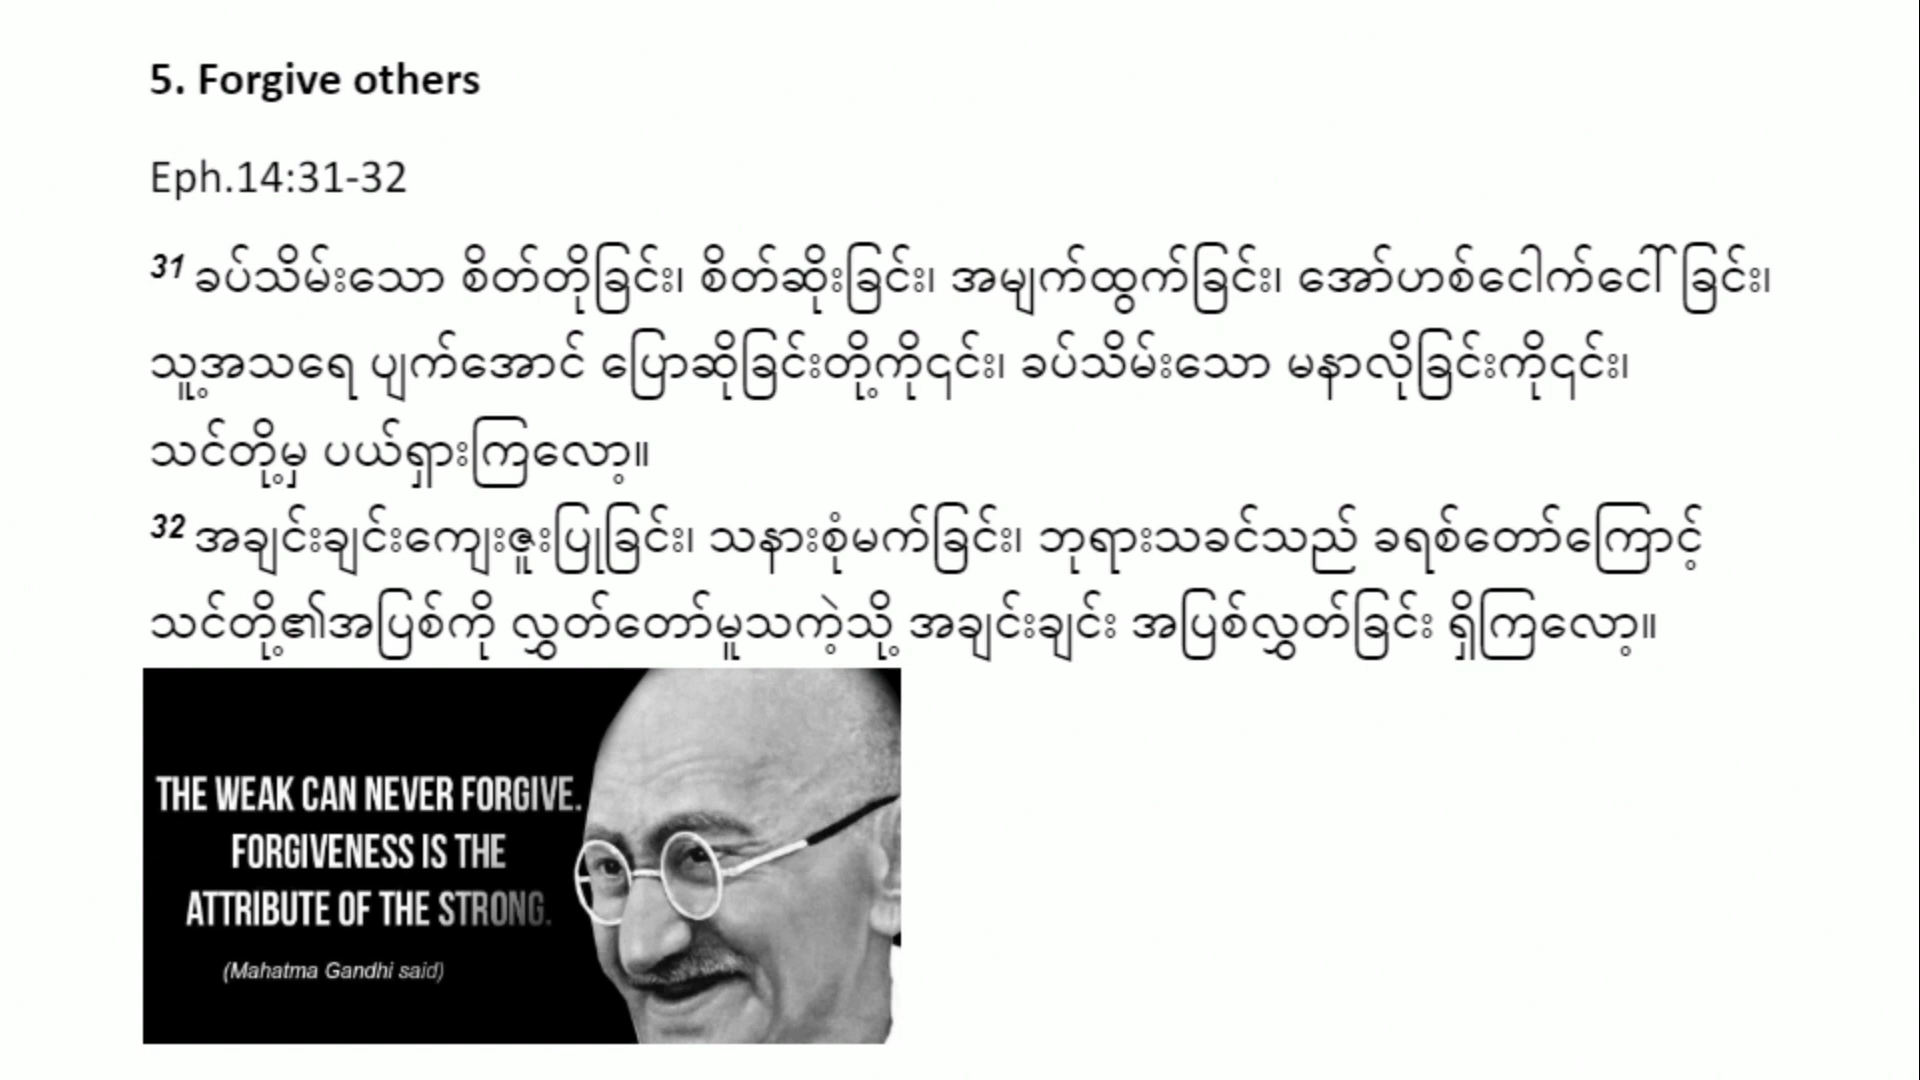 5. Forgive others
Eph.14:31-32
31 ခပ်သိမ်းသော စိတ်တိုခြင်း၊ စိတ်ဆိုးခြင်း၊ အမျက်ထွက်ခြင်း၊ အော်ဟစ်ငေါက်ငေါ်ခြင်း၊
သူ့အသရေ ပျက်အောင် ပြောဆိုခြင်းတို့ကို၎င်း၊ ခပ်သိမ်းသော မနာလိုခြင်းကို၎င်း၊
သင်တို့မှ ပယ်ရှားကြလော့။
32 အချင်းချင်းကျေးဇူးပြုခြင်း၊ သနားစုံမက်ခြင်း၊ ဘုရားသခင်သည် ခရစ်တော်ကြောင့်
သင်တို့၏အပြစ်ကို လွှတ်တော်မူသကဲ့သို့ အချင်းချင်း အပြစ်လွှတ်ခြင်း ရှိကြလော့။
THE WEAK CAN NEVER FORGIVE.
FORGIVENESS IS THE
ATTRIBUTE OF THE STRONG.
(Mahatma Gandhi said)